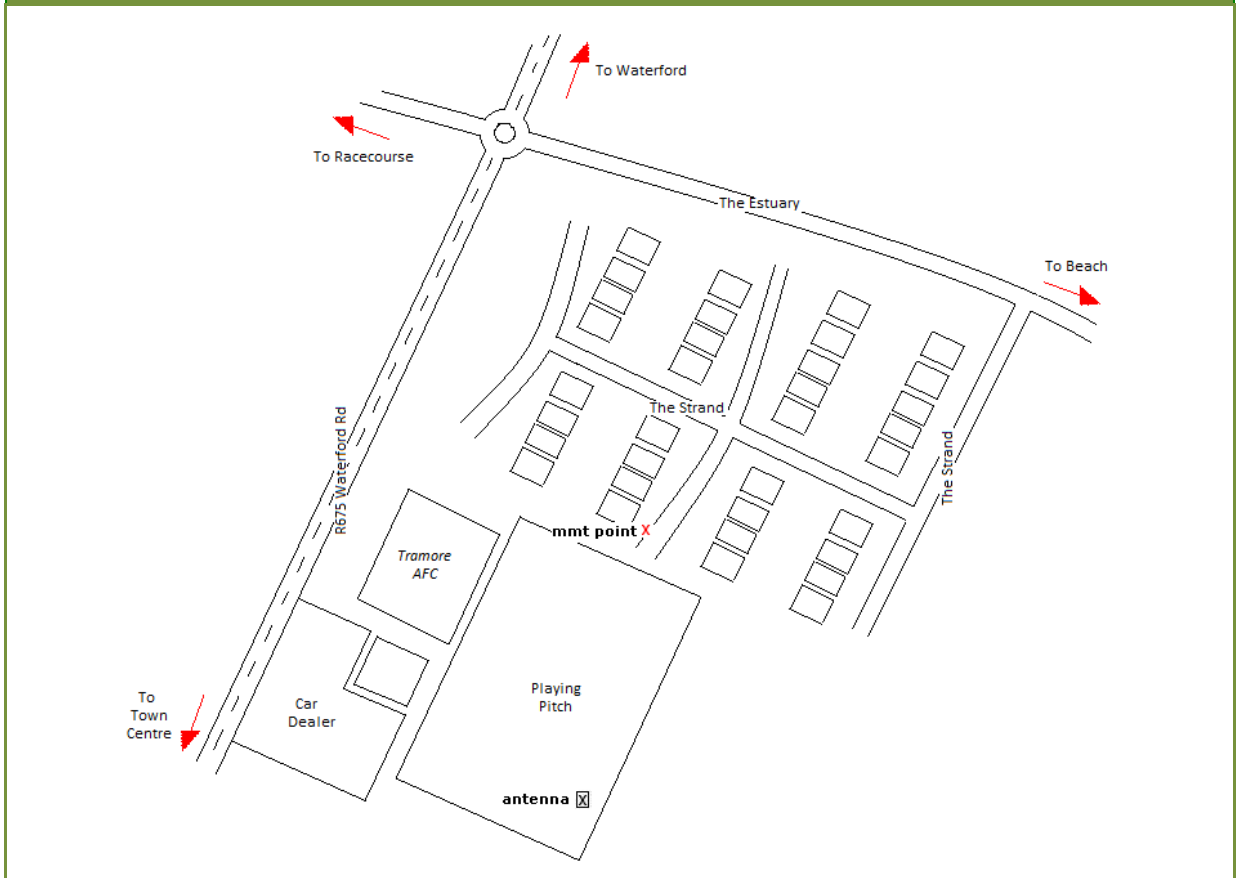 To Waterford
To Racecourse
The Estuary
To Beach
The Strand
The Strand
R675 Waterford Rd
mmt point X
Tramore
AFC
Playing
Pitch
To
Town
Centre
Car
Dealer
antenna X